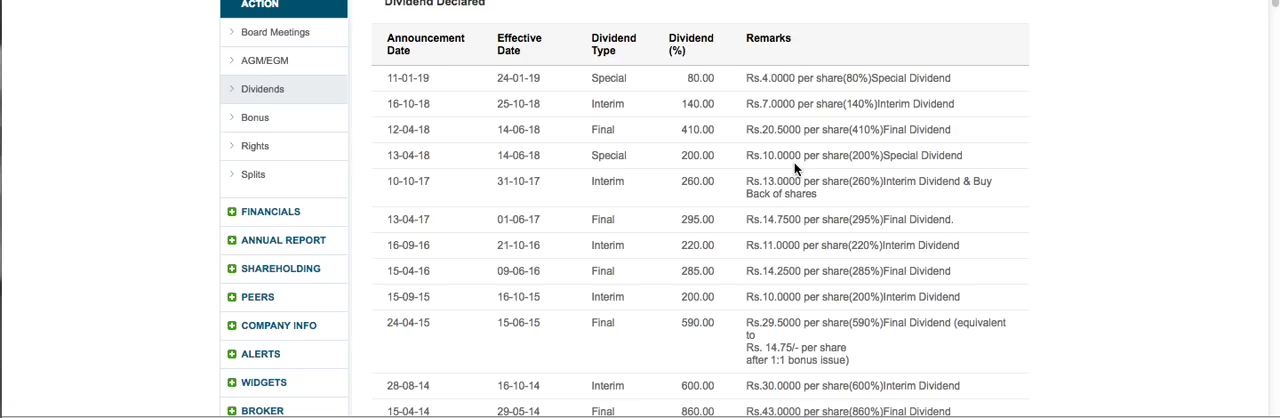 ACTION
Board Meetings
AGM/EGM
Dividends
Bonus
Rights
Splits
FINANCIALS
ANNUAL REPORT
SHAREHOLDING
PEERS
COMPANY INFO
ALERTS
WIDGETS
BROKER
Dividend Declared
Announcement Date Effective Date Dividend Type Dividend (%) Remarks
11-01-19 24-01-19 Special 80.00 Rs.4.0000 per share(80%)Special Dividend
16-10-18 25-10-18 Interim 140.00 Rs.7.0000 per share(140%)Interim Dividend
12-04-18 14-06-18 Final 410.00 Rs.20.5000 per share(410%)Final Dividend
13-04-18 14-06-18 Special 200.00 Rs.10.0000 per share(200%)Special Dividend
10-10-17 31-10-17 Interim 260.00 Rs.13.0000 per share(260%)Interim Dividend & Buy
Back of shares
13-04-17 01-06-17 Final 295.00 Rs.14.7500 per share(295%)Final Dividend.
16-09-16 21-10-16 Interim 220.00 Rs.11.0000 per share(220%)Interim Dividend
15-04-16 09-06-16 Final 285.00 Rs.14.2500 per share(285%)Final Dividend
15-09-15 16-10-15 Interim 200.00 Rs.10.0000 per share(200%)Interim Dividend
24-04-15 15-06-15 Final 590.00 Rs.29.5000 per share(590%)Final Dividend (equivalent
to
Rs. 14.75/- per share
after 1:1 bonus issue)
28-08-14 16-10-14 Interim 600.00 Rs.30.0000 per share(600%)Interim Dividend
15-04-14 29-05-14 Final 860.00 Rs.43.0000 per share(860%)Final Dividend